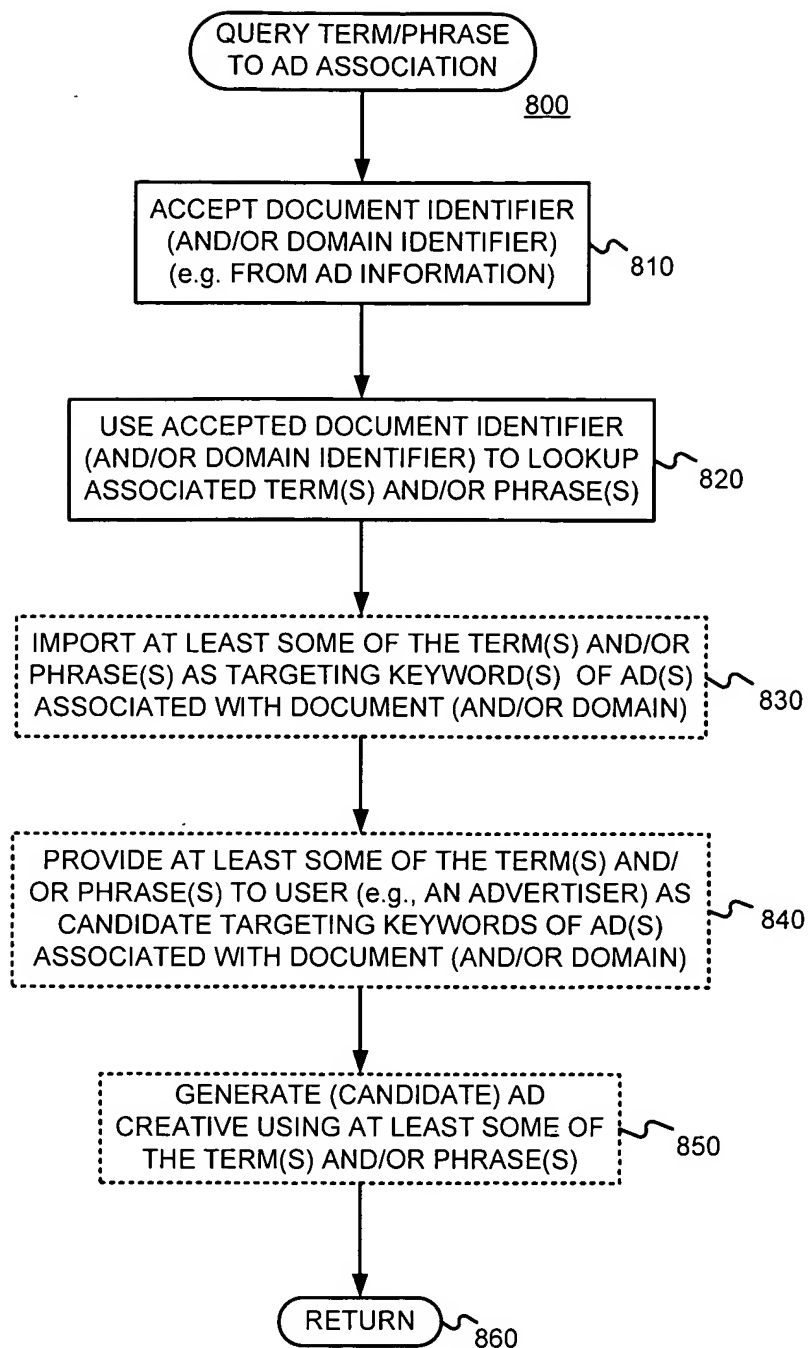 QUERY TERM/PHRASE
TO AD ASSOCIATION
800
ACCEPT DOCUMENT IDENTIFIER
(AND/OR DOMAIN IDENTIFIER)
(e.g. FROM AD INFORMATION)
810
USE ACCEPTED DOCUMENT IDENTIFIER
(AND/OR DOMAIN IDENTIFIER) TO LOOKUP
ASSOCIATED TERM(S) AND/OR PHRASE(S)
820
IMPORT AT LEAST SOME OF THE TERM(S) AND/OR
PHRASE(S) AS TARGETING KEYWORD(S) OF AD(S)
ASSOCIATED WITH DOCUMENT (AND/OR DOMAIN)
830
PROVIDE AT LEAST SOME OF THE TERM(S) AND/
OR PHRASE(S) TO USER (e.g., AN ADVERTISER) AS
CANDIDATE TARGETING KEYWORDS OF AD(S)
ASSOCIATED WITH DOCUMENT (AND/OR DOMAIN)
840
GENERATE (CANDIDATE) AD
CREATIVE USING AT LEAST SOME OF
THE TERM(S) AND/OR PHRASE(S)
850
RETURN
860